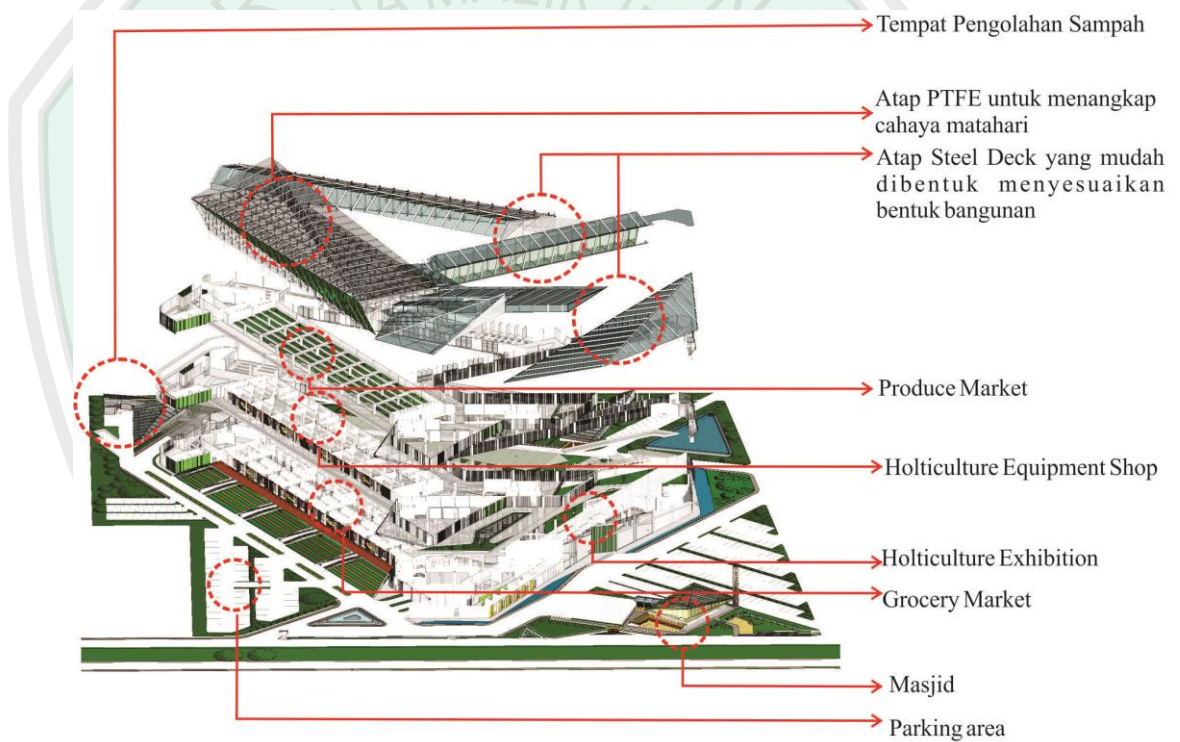 Tempat Pengolahan Sampah
Atap PTFE untuk menangkap
cahaya matahari
Atap Steel Deck yang mudah
dibentuk menyesuaikan
bentuk bangunan
Produce Market
Holticulture Equipment Shop
Holticulture Exhibition
Grocery Market
Masjid
Parking area